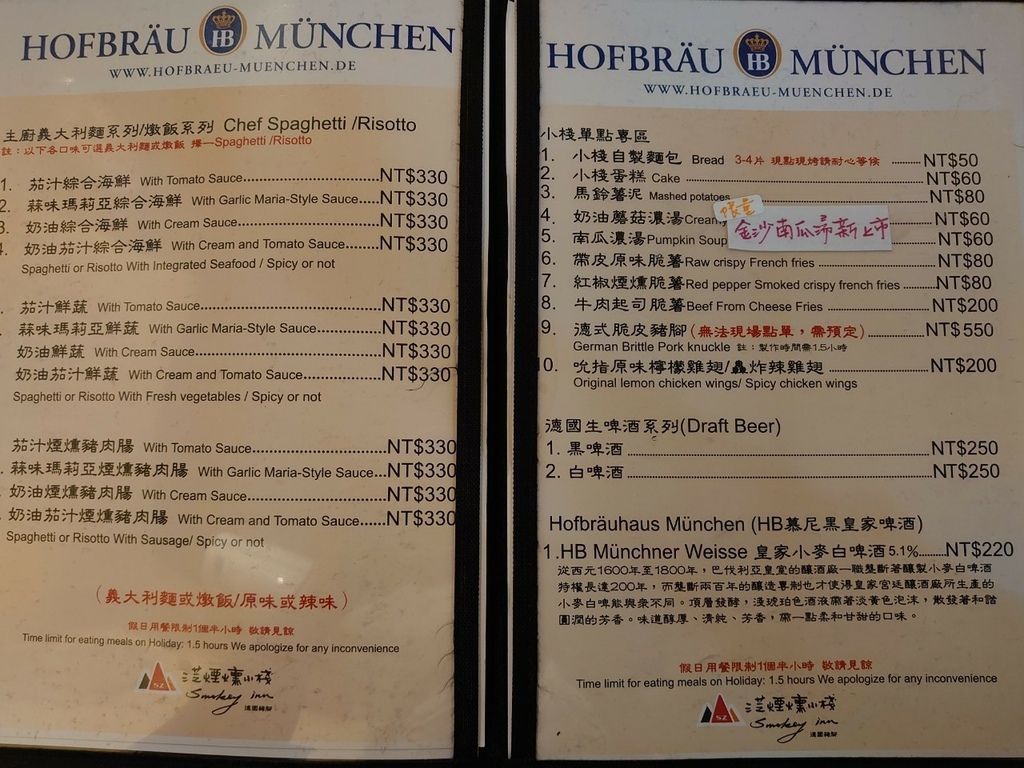 HOFBRÄU HB MÜNCHEN
WWW.HOFBRAEU-MUENCHEN.DE
主廚義大利麵系列/燉飯系列 Chef Spaghetti /Risotto
註：以下各口味可選義大利麵或燉飯 擇一Spaghetti /Risotto
1. 茄汁綜合海鮮 With Tomato Sauce NT$330
2. 蒜味瑪莉亞綜合海鮮 With Garlic Maria-Style Sauce NT$330
3. 奶油綜合海鮮 With Cream Sauce NT$330
4. 奶油茄汁綜合海鮮 With Cream and Tomato Sauce NT$330
Spaghetti or Risotto With Integrated Seafood / Spicy or not
茄汁鮮蔬 With Tomato Sauce NT$330
蒜味瑪莉亞鮮蔬 With Garlic Maria-Style Sauce NT$330
奶油鮮蔬 With Cream Sauce NT$330
奶油茄汁鮮蔬 With Cream and Tomato Sauce NT$330
Spaghetti or Risotto With Fresh vegetables / Spicy or not
茄汁煙燻豬肉腸 With Tomato Sauce NT$330
蒜味瑪莉亞煙燻豬肉腸 With Garlic Maria-Style Sauce NT$330
奶油煙燻豬肉腸 With Cream Sauce NT$330
奶油茄汁煙燻豬肉腸 With Cream and Tomato Sauce NT$330
Spaghetti or Risotto With Sausage/ Spicy or not
(義大利麵或燉飯/原味或辣味)
假日用餐限制1個半小時 敬請見諒
Time limit for eating meals on Holiday: 1.5 hours We apologize for any inconvenience
SZ 煙燻小棧
Smokey inn
HOFBRÄU HB MÜNCHEN
WWW.HOFBRAEU-MUENCHEN.DE
小棧單點專區
1. 小棧自製麵包 Bread 3-4片 現點現烤請耐心等候 NT$50
2. 小棧蛋糕 Cake NT$60
3. 馬鈴薯泥 Mashed potatoes NT$80
4. 奶油蘑菇濃湯 Cream NT$60
限量
金沙南瓜湯新上市
5. 南瓜濃湯 Pumpkin Soup NT$60
6. 帶皮原味脆薯 Raw crispy French fries NT$80
7. 紅椒煙燻脆薯 Red pepper Smoked crispy french fries NT$80
8. 牛肉起司脆薯 Beef From Cheese Fries NT$200
9. 德式脆皮豬腳(無法現場點單，需預定) NT$550
German Brittle Pork knuckle 註：製作時間需1.5小時
10. 吮指原味檸檬雞翅/轟炸辣雞翅 NT$200
Original lemon chicken wings/ Spicy chicken wings
德國生啤酒系列(Draft Beer)
1. 黑啤酒 NT$250
2. 白啤酒 NT$250
Hofbräuhaus München (HB慕尼黑皇家啤酒)
1.HB Münchner Weisse 皇家小麥白啤酒 5.1% NT$220
從西元1600年至1800年，巴伐利亞皇室的釀酒廠一職壟斷著釀製小麥白啤酒
特權長達200年，而壟斷兩百年的釀造專制也才使得皇家宮廷釀酒廠所生產的
小麥白啤能與眾不同。頂層發酵，淺琥珀色酒液帶著淡黃色泡沫，散發著和諧
圓潤的芳香。味道醇厚、清純、芳香，帶一點柔和甘甜的口味。
假日用餐限制1個半小時 敬請見諒
Time limit for eating meals on Holiday: 1.5 hours We apologize for any inconvenience
SZ 煙燻小棧
Smokey inn